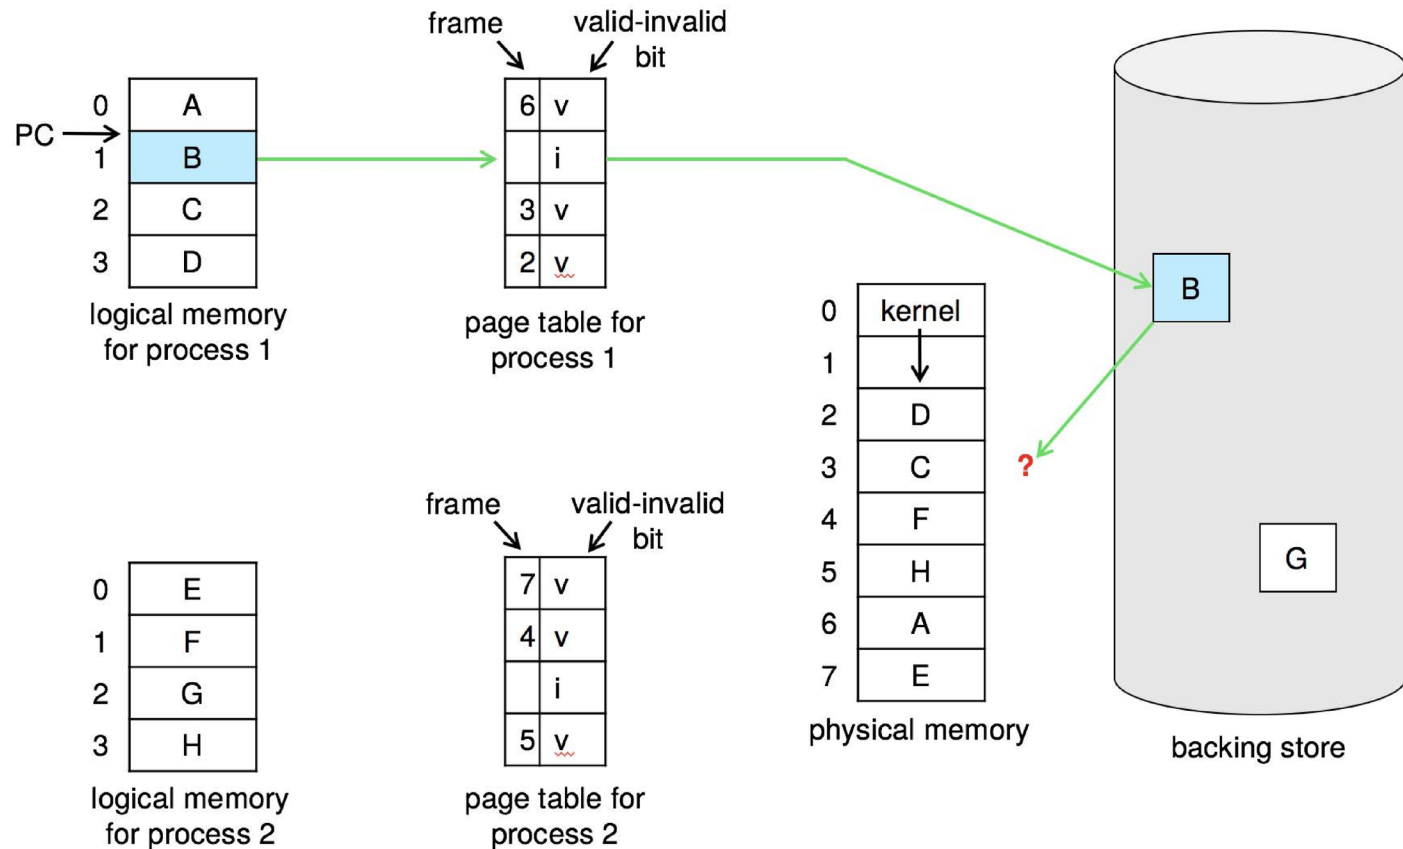 frame
valid-invalid
bit
PC
0 A
1 B
2 C
3 D
logical memory
for process 1
6 v
i
3 v
2 v
page table for
process 1
0 kernel
1
2 D
3 C
4 F
5 H
6 A
7 E
physical memory
?
B
G
backing store
frame
valid-invalid
bit
0 E
1 F
2 G
3 H
logical memory
for process 2
7 v
4 v
i
5 v
page table for
process 2